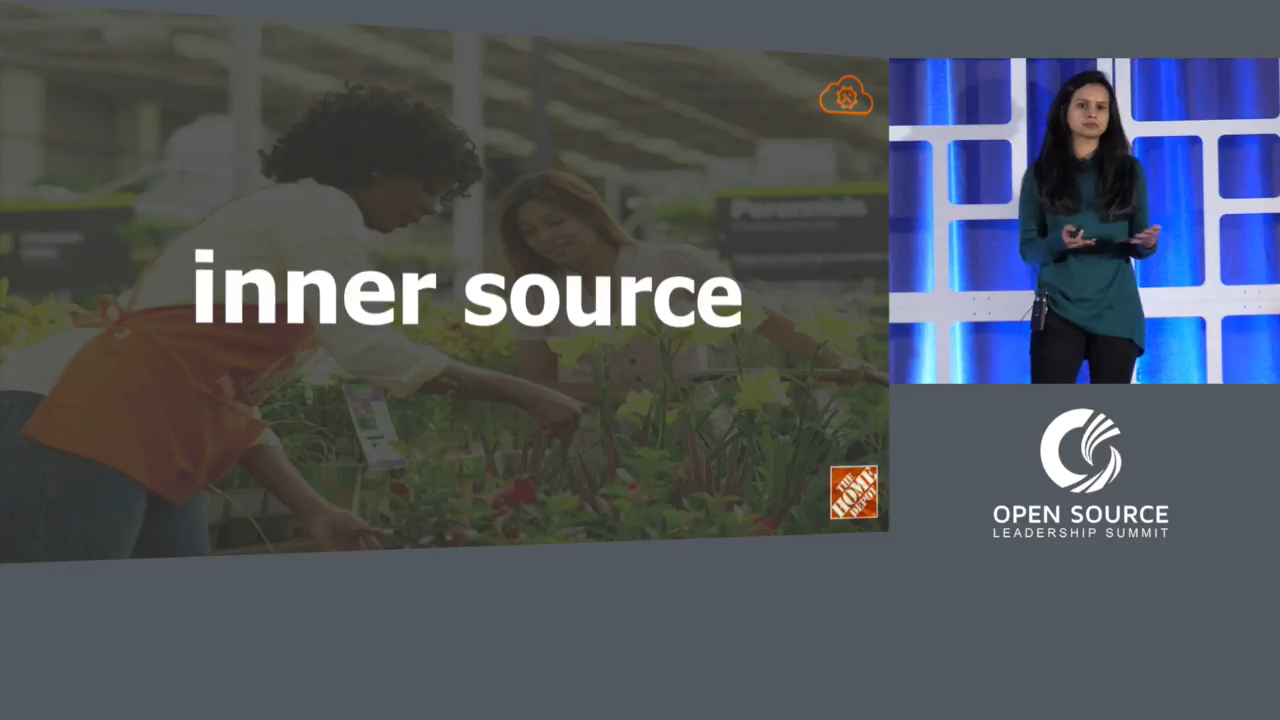 inner source
Perennials
THE
HOME
DEPOT
OPEN SOURCE
LEADERSHIP SUMMIT